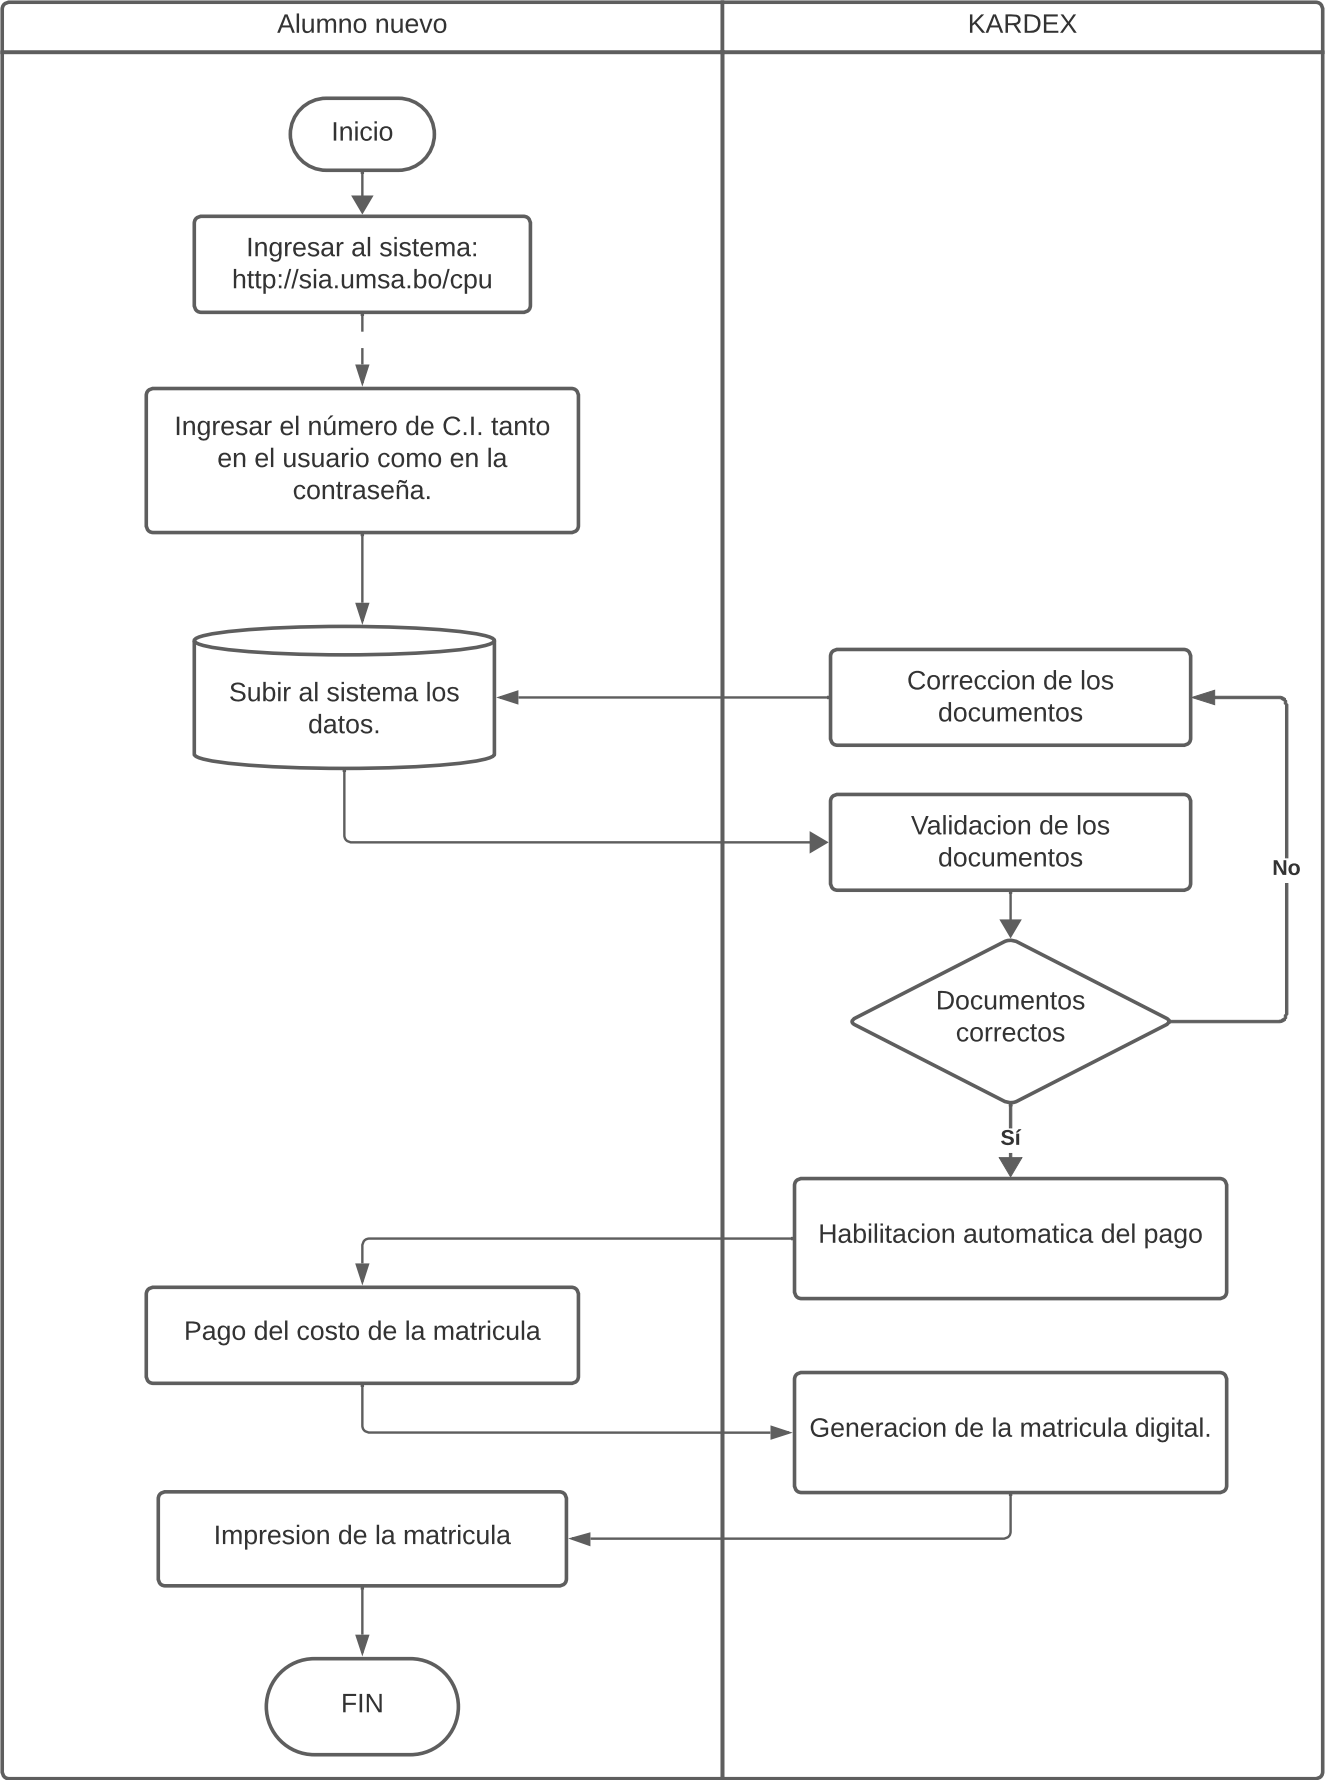 Alumno nuevo
KARDEX
Inicio
Ingresar al sistema:
http://sia.umsa.bo/cpu
Ingresar el número de C.I. tanto
en el usuario como en la
contraseña.
Subir al sistema los
datos.
Correccion de los
documentos
Validacion de los
documentos
No
Documentos
correctos
Sí
Habilitacion automatica del pago
Pago del costo de la matricula
Generacion de la matricula digital.
Impresion de la matricula
FIN